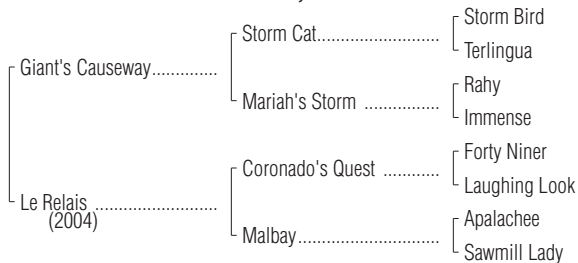 Storm Bird
Storm Cat..............................
Terlingua
Giant's Causeway................
Rahy
Mariah's Storm ..................
Immense
Forty Niner
Coronado's Quest .............
Laughing Look
Le Relais .............................
(2004)
Apalachee
Malbay..................................
Sawmill Lady